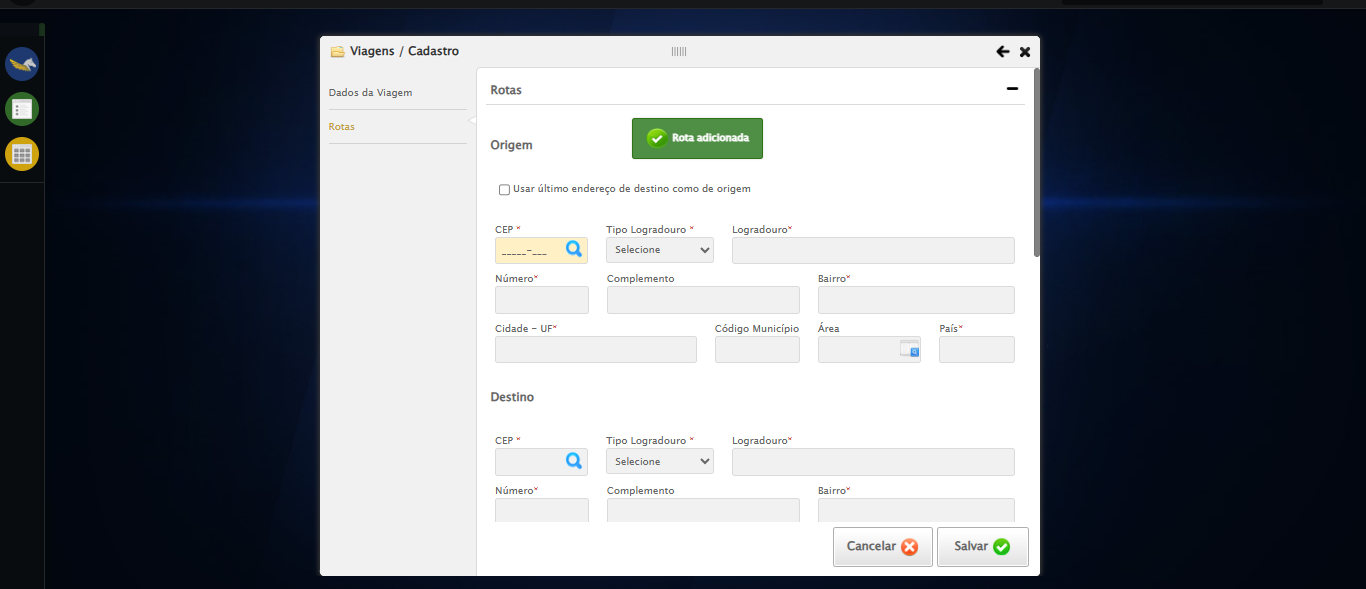 Viagens / Cadastro
Dados da Viagem
Rotas
Rotas
Rota adicionada
Origem
Usar último endereço de destino como de origem
CEP * Tipo Logradouro * Logradouro*
_____-___ Selecione
Número* Complemento Bairro*
Cidade - UF* Código Município Área País*
Destino
CEP * Tipo Logradouro * Logradouro*
Selecione
Número* Complemento Bairro*
Cancelar Salvar